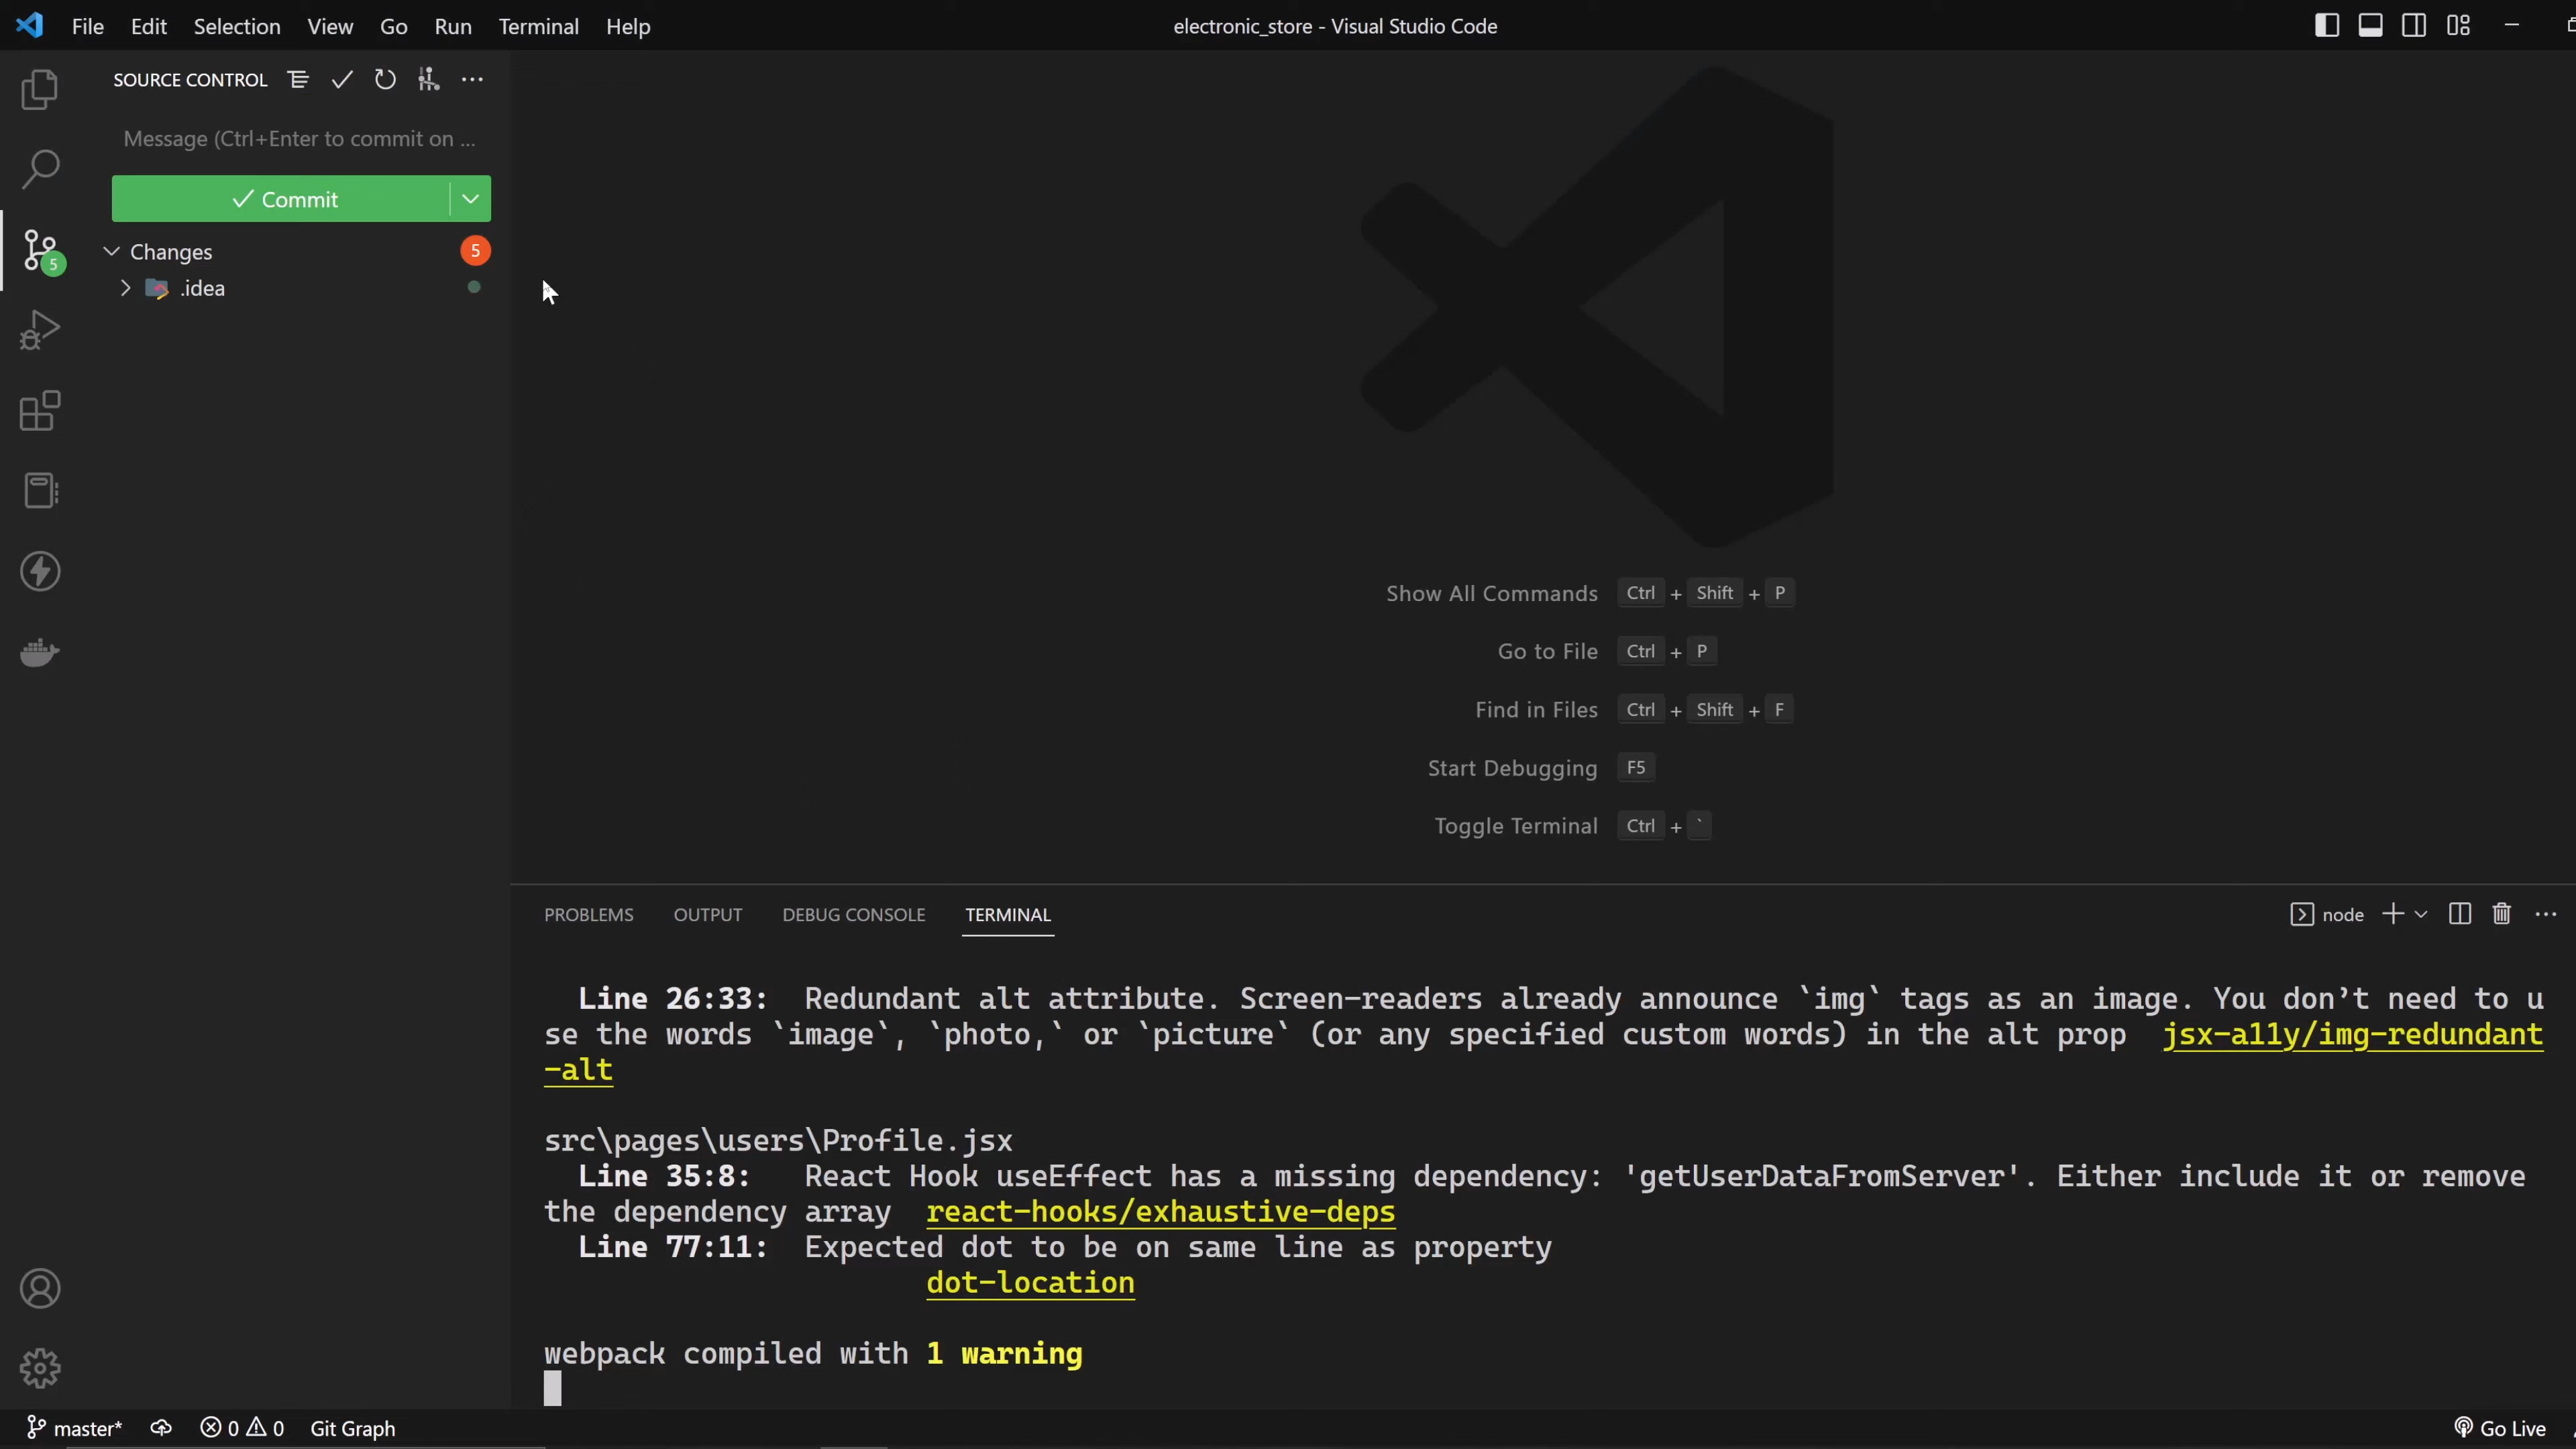 File Edit Selection View Go Run Terminal Help
electronic_store - Visual Studio Code
SOURCE CONTROL
Message (Ctrl+Enter to commit on ...
Commit
Changes 5
5
.idea
Show All Commands Ctrl + Shift + P
Go to File Ctrl + P
Find in Files Ctrl + Shift + F
Start Debugging F5
Toggle Terminal Ctrl + `
PROBLEMS OUTPUT DEBUG CONSOLE TERMINAL
node
Line 26:33: Redundant alt attribute. Screen-readers already announce `img` tags as an image. You don’t need to u
se the words `image`, `photo,` or `picture` (or any specified custom words) in the alt prop jsx-a11y/img-redundant
-alt
src\pages\users\Profile.jsx
Line 35:8: React Hook useEffect has a missing dependency: 'getUserDataFromServer'. Either include it or remove
the dependency array react-hooks/exhaustive-deps
Line 77:11: Expected dot to be on same line as property
dot-location
webpack compiled with 1 warning
master* 0 0 Git Graph
Go Live